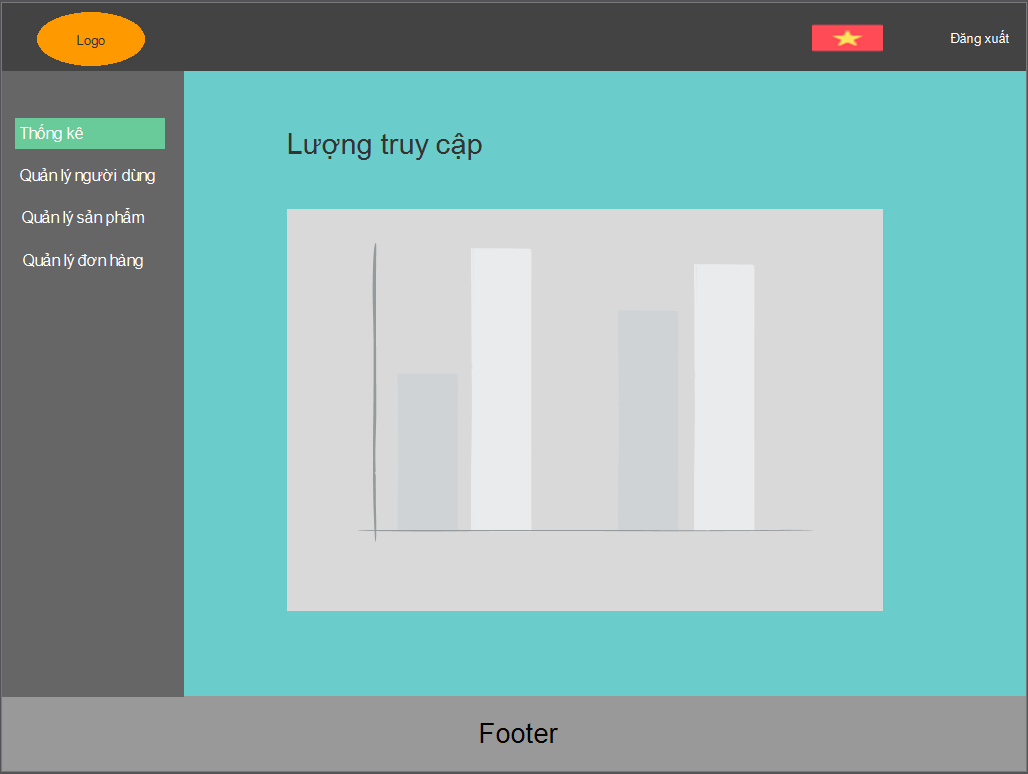 Logo
Đăng xuất
Thống kê
Quản lý người dùng
Quản lý sản phẩm
Quản lý đơn hàng
Lượng truy cập
Footer